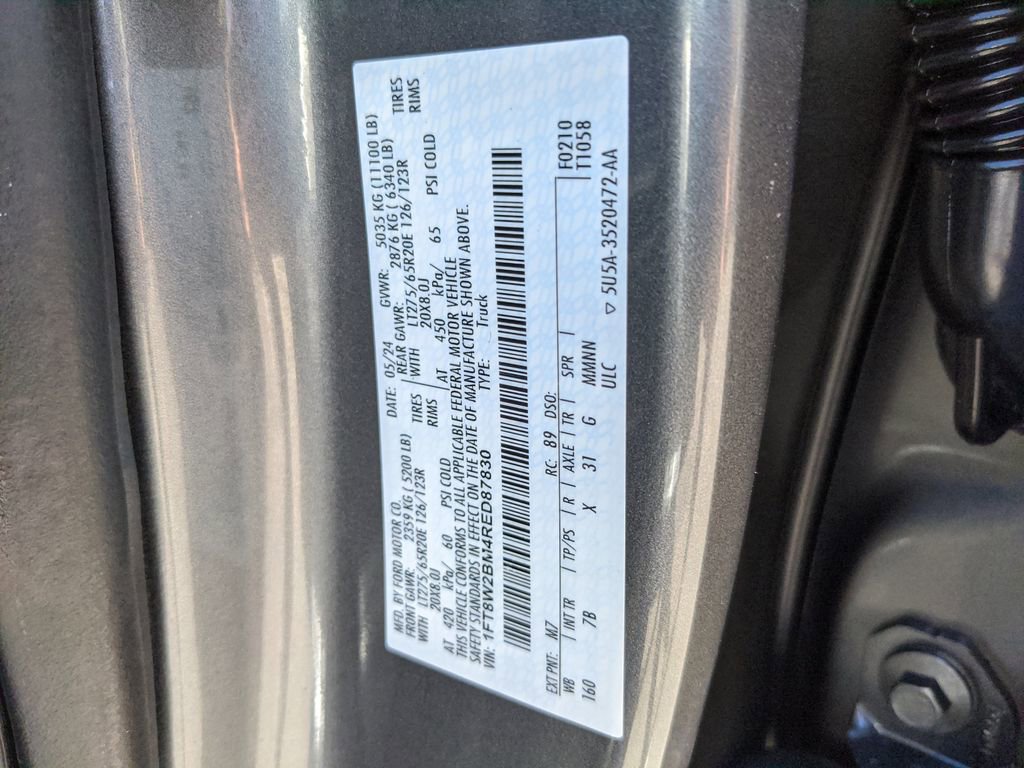 MFD. BY FORD MOTOR CO. DATE: 05/24 GVWR: 5035 KG (11100 LB)
FRONT GAWR: 2359 KG ( 5200 LB) REAR GAWR: 2876 KG ( 6340 LB)
WITH LT275/65R20E 126/123R TIRES WITH LT275/65R20E 126/123R TIRES
20X8.0J RIMS 20X8.0J RIMS
AT 420 kPa/ 60 PSI COLD AT 450 kPa/ 65 PSI COLD
THIS VEHICLE CONFORMS TO ALL APPLICABLE FEDERAL MOTOR VEHICLE
SAFETY STANDARDS IN EFFECT ON THE DATE OF MANUFACTURE SHOWN ABOVE.
VIN: 1FT8W2BM4RED87830 TYPE: Truck
EXT PNT: M7 RC: 89 DSO: F0210
WB | INT TR | TP/PS | R | AXLE | TR | SPR | T1058
160 7B X 31 G MMNNN
ULC ▽ 5U5A-3520472-AA